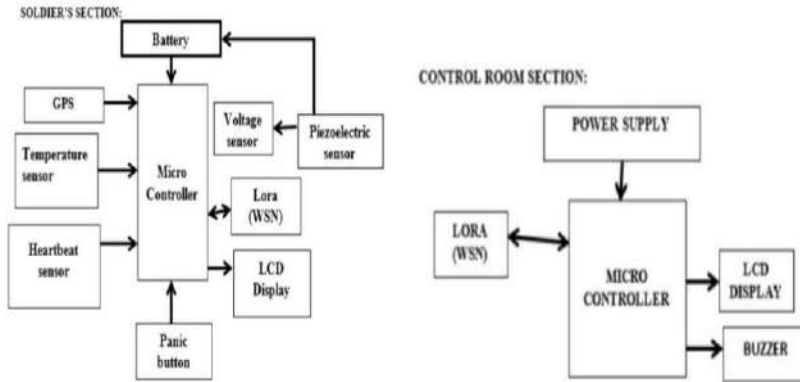 SOLDIER'S SECTION:
Battery
GPS
Temperature
sensor
Heartbeat
sensor
Micro
Controller
Voltage
sensor
Piezoelectric
sensor
Lora
(WSN)
LCD
Display
Panic
button
CONTROL ROOM SECTION:
POWER SUPPLY
LORA
(WSN)
MICRO
CONTROLLER
LCD
DISPLAY
BUZZER